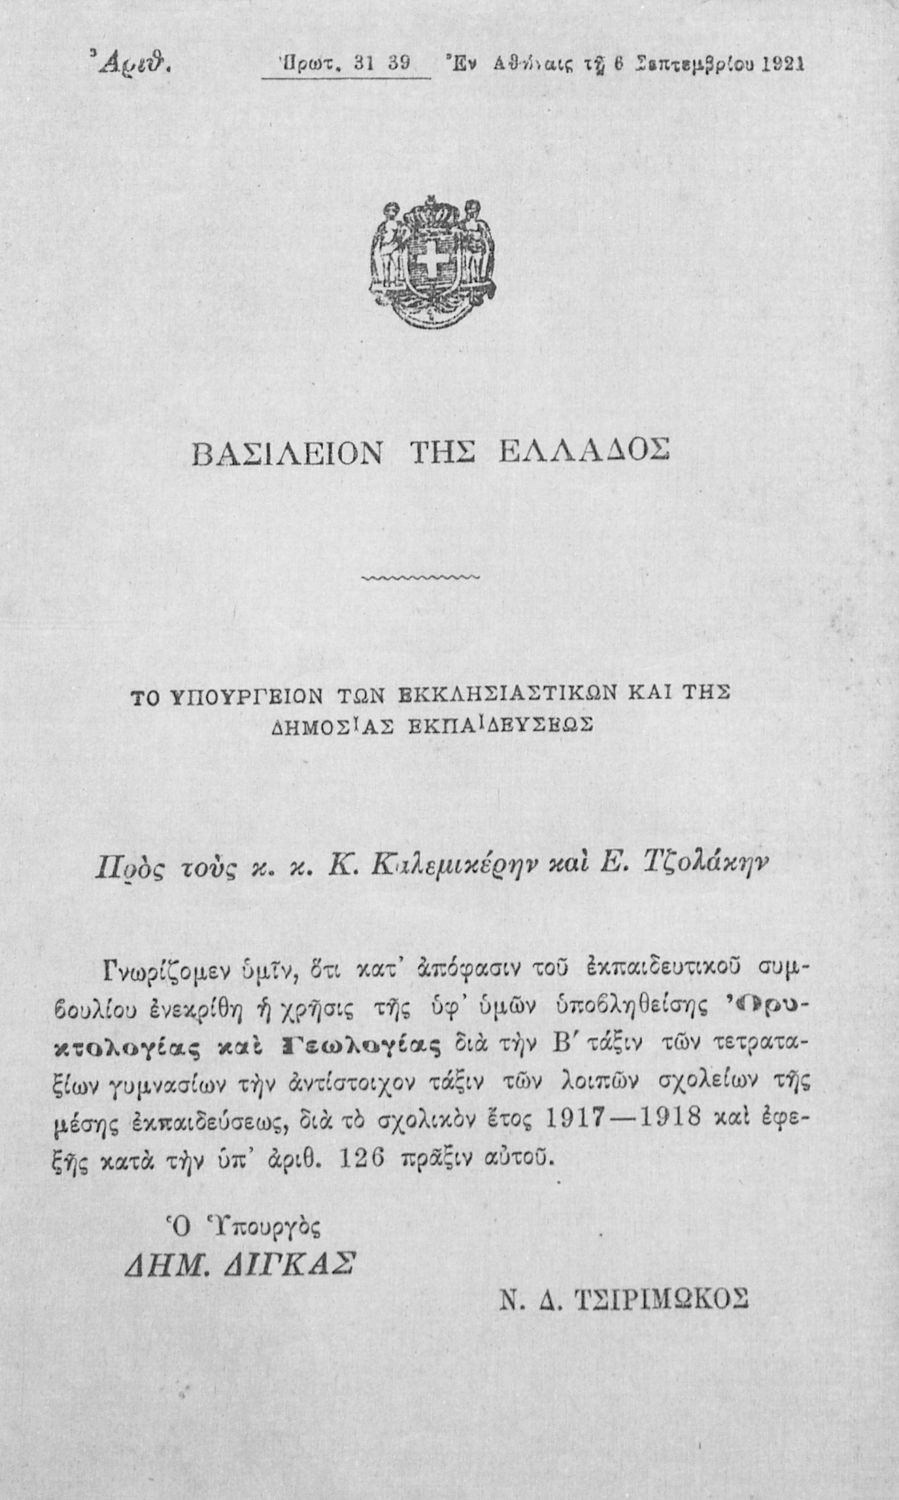 Ἀριθ. Πρωτ. 31 39 Ἐν Ἀθήναις τῇ 6 Σεπτεμβρίου 1921
ΒΑΣΙΛΕΙΟΝ ΤΗΣ ΕΛΛΑΔΟΣ
ΤΟ ΥΠΟΥΡΓΕΙΟΝ ΤΩΝ ΕΚΚΛΗΣΙΑΣΤΙΚΩΝ ΚΑΙ ΤΗΣ
ΔΗΜΟΣΙΑΣ ΕΚΠΑΙΔΕΥΣΕΩΣ
Πρὸς τοὺς κ. κ. Κ. Καλεμικέρην καὶ Ε. Τζολάκην
Γνωρίζομεν ὑμῖν, ὅτι κατ' ἀπόφασιν τοῦ ἐκπαιδευτικοῦ συμ-
βουλίου ἐνεκρίθη ἡ χρῆσις τῆς ὑφ' ὑμῶν ὑποβληθείσης Ὀρυ-
κτολογίας καὶ Γεωλογίας διὰ τὴν Β΄ τάξιν τῶν τετρατα-
ξίων γυμνασίων τὴν ἀντίστοιχον τάξιν τῶν λοιπῶν σχολείων τῆς
μέσης ἐκπαιδεύσεως, διὰ τὸ σχολικὸν ἔτος 1917—1918 καὶ ἐφε-
ξῆς κατὰ τὴν ὑπ' ἀριθ. 126 πρᾶξιν αὐτοῦ.
Ὁ Ὑπουργὸς
ΔΗΜ. ΔΙΓΚΑΣ
Ν. Δ. ΤΣΙΡΙΜΩΚΟΣ